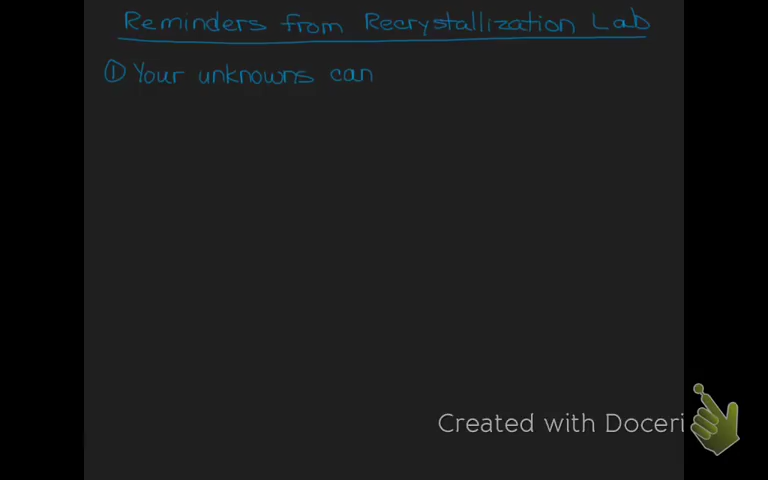 Reminders from Recrystallization Lab
① Your unknowns can
Created with Doceri